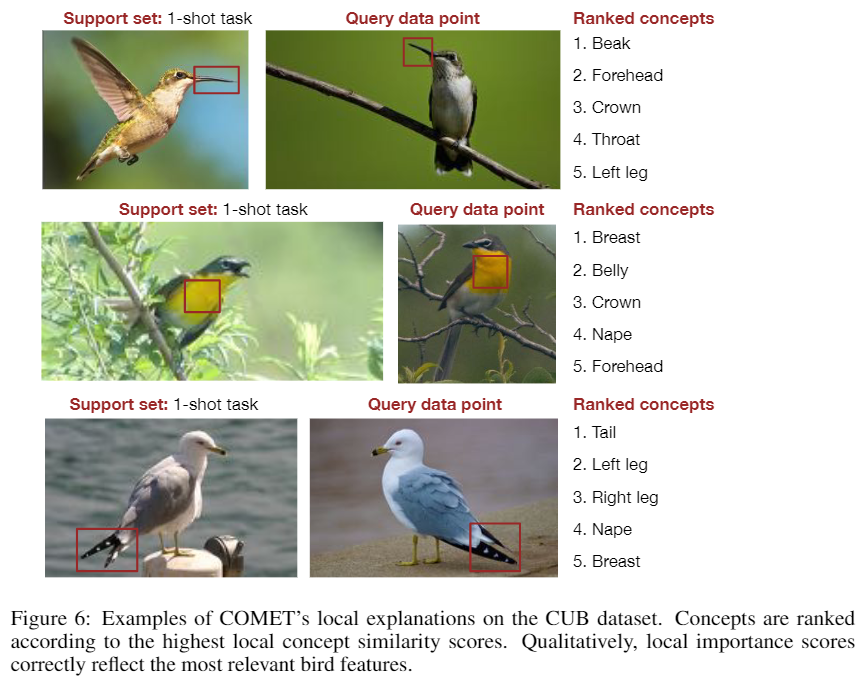 Support set: 1-shot task
Query data point
Ranked concepts
1. Beak
2. Forehead
3. Crown
4. Throat
5. Left leg
Support set: 1-shot task
Query data point
Ranked concepts
1. Breast
2. Belly
3. Crown
4. Nape
5. Forehead
Support set: 1-shot task
Query data point
Ranked concepts
1. Tail
2. Left leg
3. Right leg
4. Nape
5. Breast
Figure 6: Examples of COMET's local explanations on the CUB dataset. Concepts are ranked
according to the highest local concept similarity scores. Qualitatively, local importance scores
correctly reflect the most relevant bird features.